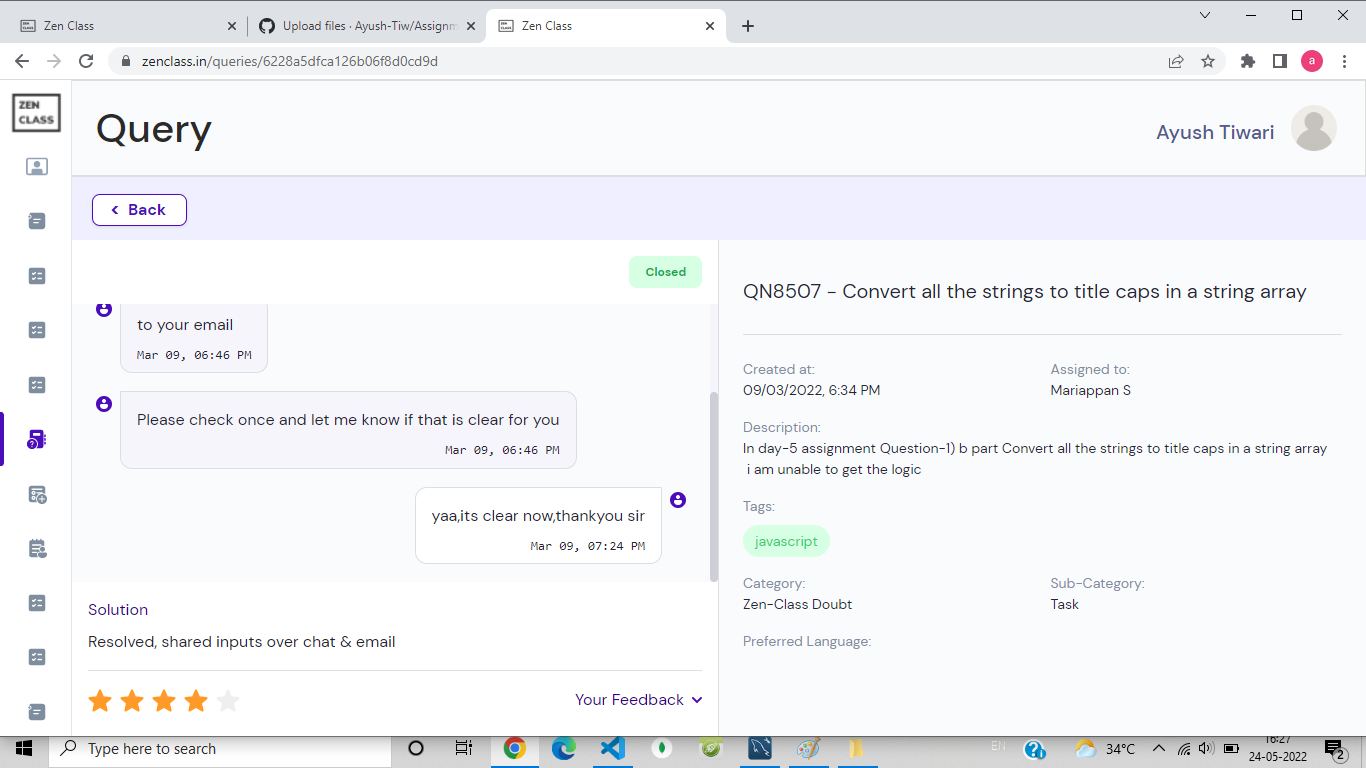 Zen Class
Upload files · Ayush-Tiw/Assignm
Zen Class
zenclass.in/queries/6228a5dfca126b06f8d0cd9d
a
ZEN
CLASS
Query
Ayush Tiwari
Back
Closed
to your email
Mar 09, 06:46 PM
Please check once and let me know if that is clear for you
Mar 09, 06:46 PM
yaa,its clear now,thankyou sir
Mar 09, 07:24 PM
Solution
Resolved, shared inputs over chat & email
Your Feedback
QN8507 - Convert all the strings to title caps in a string array
Created at:
09/03/2022, 6:34 PM
Assigned to:
Mariappan S
Description:
In day-5 assignment Question-1) b part Convert all the strings to title caps in a string array
i am unable to get the logic
Tags:
javascript
Category:
Zen-Class Doubt
Sub-Category:
Task
Preferred Language:
Type here to search
EN
34°C
16:27
24-05-2022
2